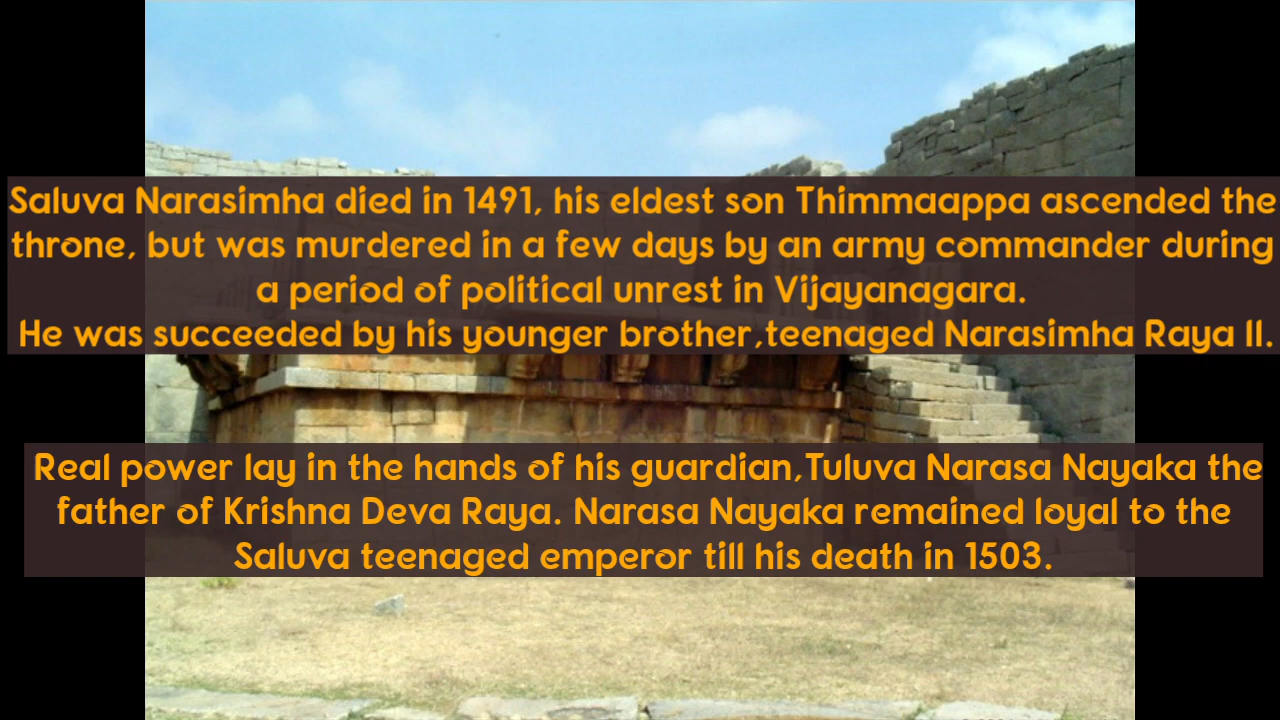 Saluva Narasimha died in 1491, his eldest son Thimmaappa ascended the
throne, but was murdered in a few days by an army commander during
a period of political unrest in Vijayanagara.
He was succeeded by his younger brother,teenaged Narasimha Raya II.
Real power lay in the hands of his guardian,Tuluva Narasa Nayaka the
father of Krishna Deva Raya. Narasa Nayaka remained loyal to the
Saluva teenaged emperor till his death in 1503.